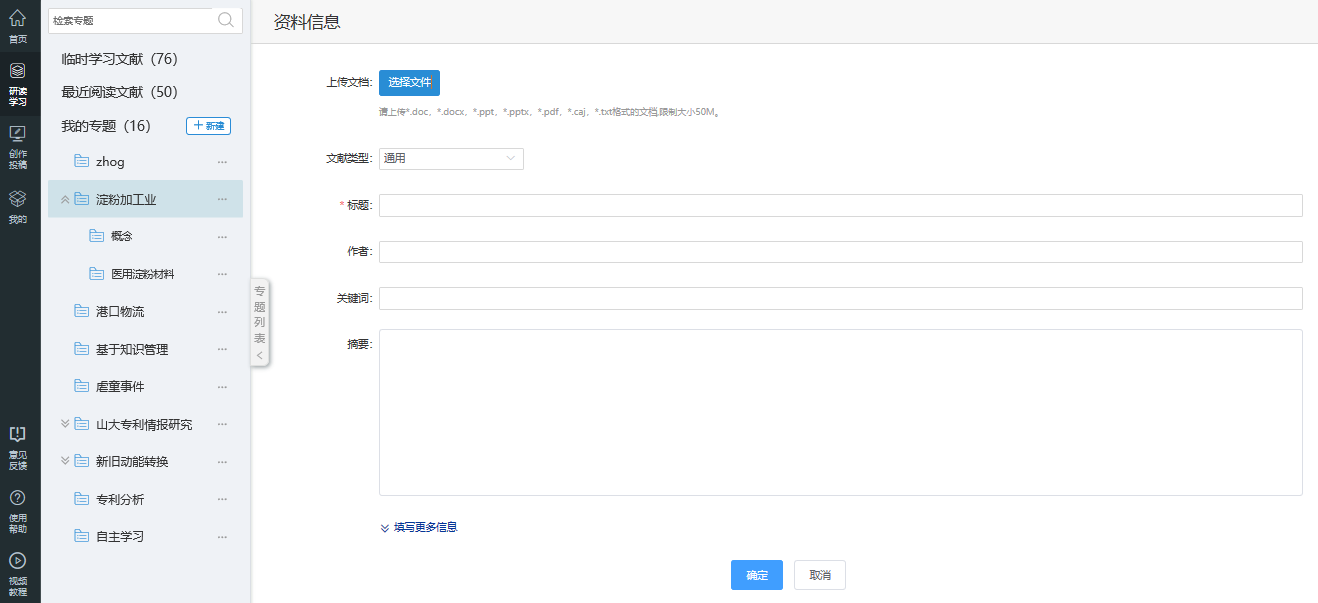 首页
研读
学习
创作
投稿
我的
意见
反馈
使用
帮助
视频
教程
检索专题
临时学习文献（76）
最近阅读文献（50）
我的专题（16）
+ 新建
zhog
淀粉加工业
概念
医用淀粉材料
港口物流
基于知识管理
虐童事件
山大专利情报研究
新旧动能转换
专利分析
自主学习
专
题
列
表
<
资料信息
上传文档: 选择文件
请上传*.doc，*.docx，*.ppt，*.pptx，*.pdf，*.caj，*.txt格式的文档,限制大小50M。
文献类型: 通用
* 标题:
作者:
关键词:
摘要:
填写更多信息
确定 取消